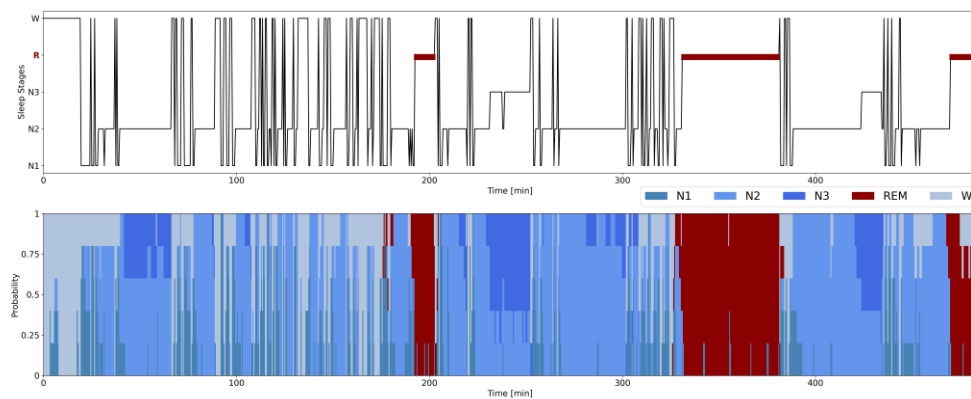 W
R
N3
N2
N1
Sleep Stages
0 100 200 300 400
Time [min]
N1 N2 N3 REM W
1
0.75
0.5
0.25
0
Probability
0 100 200 300 400
Time [min]